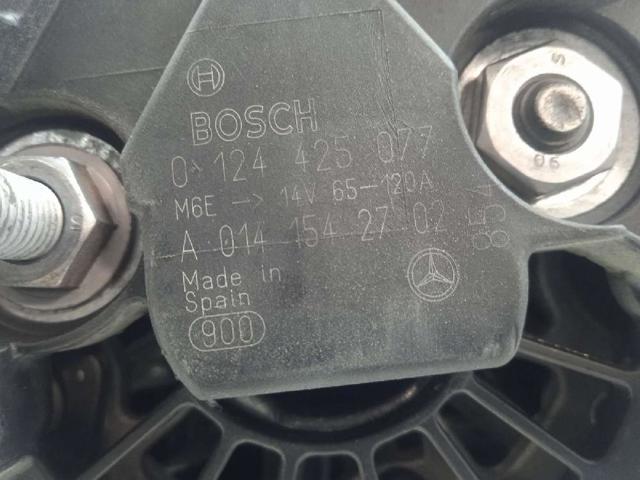 BOSCH
0 124 425 077
M6E -> 14V 65-120A
A 014 154 27 02
Made in
Spain
900